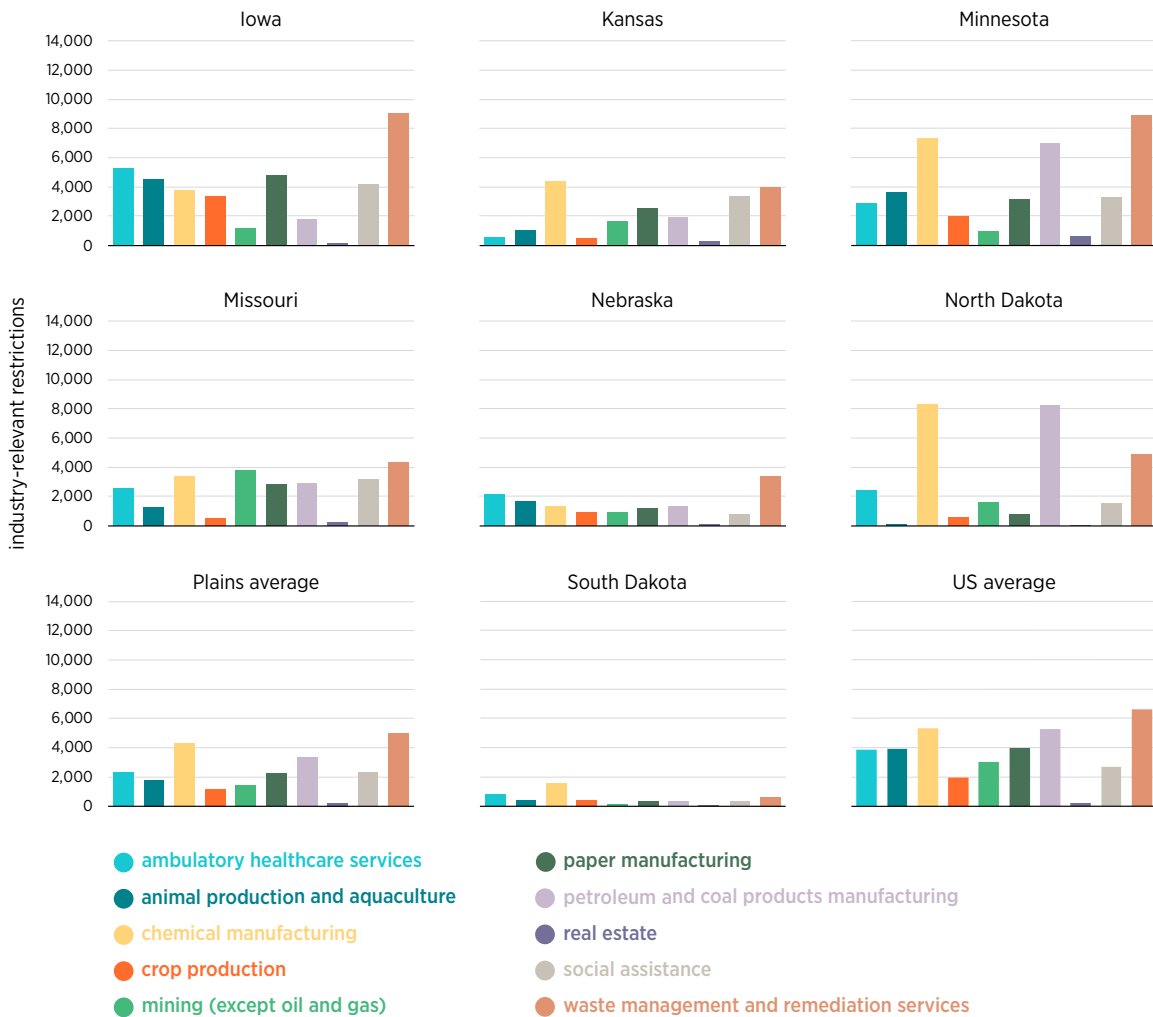 Iowa
Kansas
Minnesota
14,000
12,000
10,000
8,000
6,000
4,000
2,000
0
industry-relevant restrictions
Missouri
Nebraska
North Dakota
14,000
12,000
10,000
8,000
6,000
4,000
2,000
0
Plains average
South Dakota
US average
14,000
12,000
10,000
8,000
6,000
4,000
2,000
0
ambulatory healthcare services
animal production and aquaculture
chemical manufacturing
crop production
mining (except oil and gas)
paper manufacturing
petroleum and coal products manufacturing
real estate
social assistance
waste management and remediation services